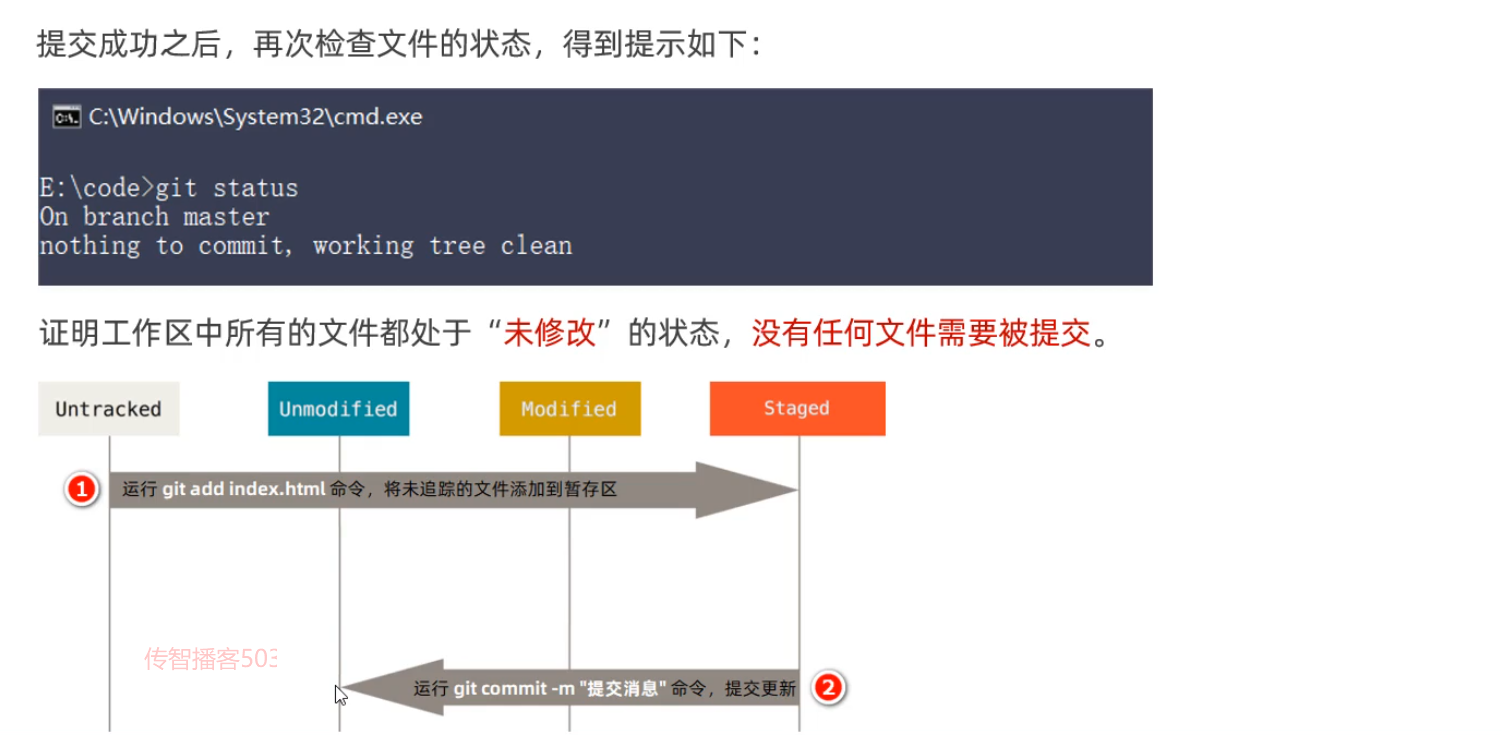 提交成功之后，再次检查文件的状态，得到提示如下：
C:\Windows\System32\cmd.exe
E:\code>git status
On branch master
nothing to commit, working tree clean
证明工作区中所有的文件都处于“未修改”的状态，没有任何文件需要被提交。
Untracked Unmodified Modified Staged
1 运行 git add index.html 命令，将未追踪的文件添加到暂存区
传智播客503
运行 git commit -m "提交消息" 命令，提交更新 2